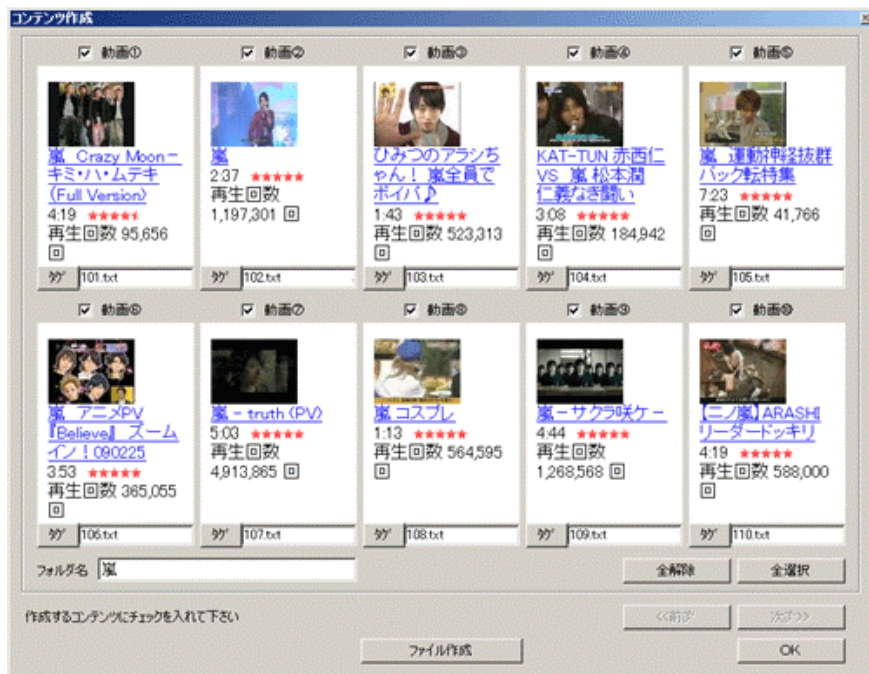 コンテンツ作成
動画① 動画② 動画③ 動画④ 動画⑤
嵐 Crazy Moon－
キミ・ハ・ムテキ
(Full Version)
4:19 ★★★★★
再生回数 95,656
回
嵐
2:37 ★★★★★
再生回数
1,197,301 回
ひみつのアラシち
ゃん！ 嵐全員で
ボイパ♪
1:43 ★★★★★
再生回数 523,313
回
KAT-TUN 赤西仁
VS 嵐 松本潤
仁義なき闘い
3:08 ★★★★★
再生回数 184,942
回
嵐 運動神経抜群
バック転特集
7:23 ★★★★★
再生回数 41,766
回
ﾀｸﾞ 101.txt ﾀｸﾞ 102.txt ﾀｸﾞ 103.txt ﾀｸﾞ 104.txt ﾀｸﾞ 105.txt
動画⑥ 動画⑦ 動画⑧ 動画⑨ 動画⑩
嵐 アニメPV
『Believe』 ズーム
イン！090225
3:53 ★★★★★
再生回数 365,055
回
嵐 - truth (PV)
5:03 ★★★★★
再生回数
4,913,865 回
嵐 コスプレ
1:13 ★★★★★
再生回数 564,595
回
嵐－サクラ咲ケ－
4:44 ★★★★★
再生回数
1,268,568 回
【ニノ嵐】ARASHI
リーダードッキリ
4:19 ★★★★★
再生回数 588,000
回
ﾀｸﾞ 106.txt ﾀｸﾞ 107.txt ﾀｸﾞ 108.txt ﾀｸﾞ 109.txt ﾀｸﾞ 110.txt
フォルダ名 嵐 全解除 全選択
作成するコンテンツにチェックを入れて下さい <<前ﾍﾟ 次ﾍﾟ>>
ファイル作成 OK